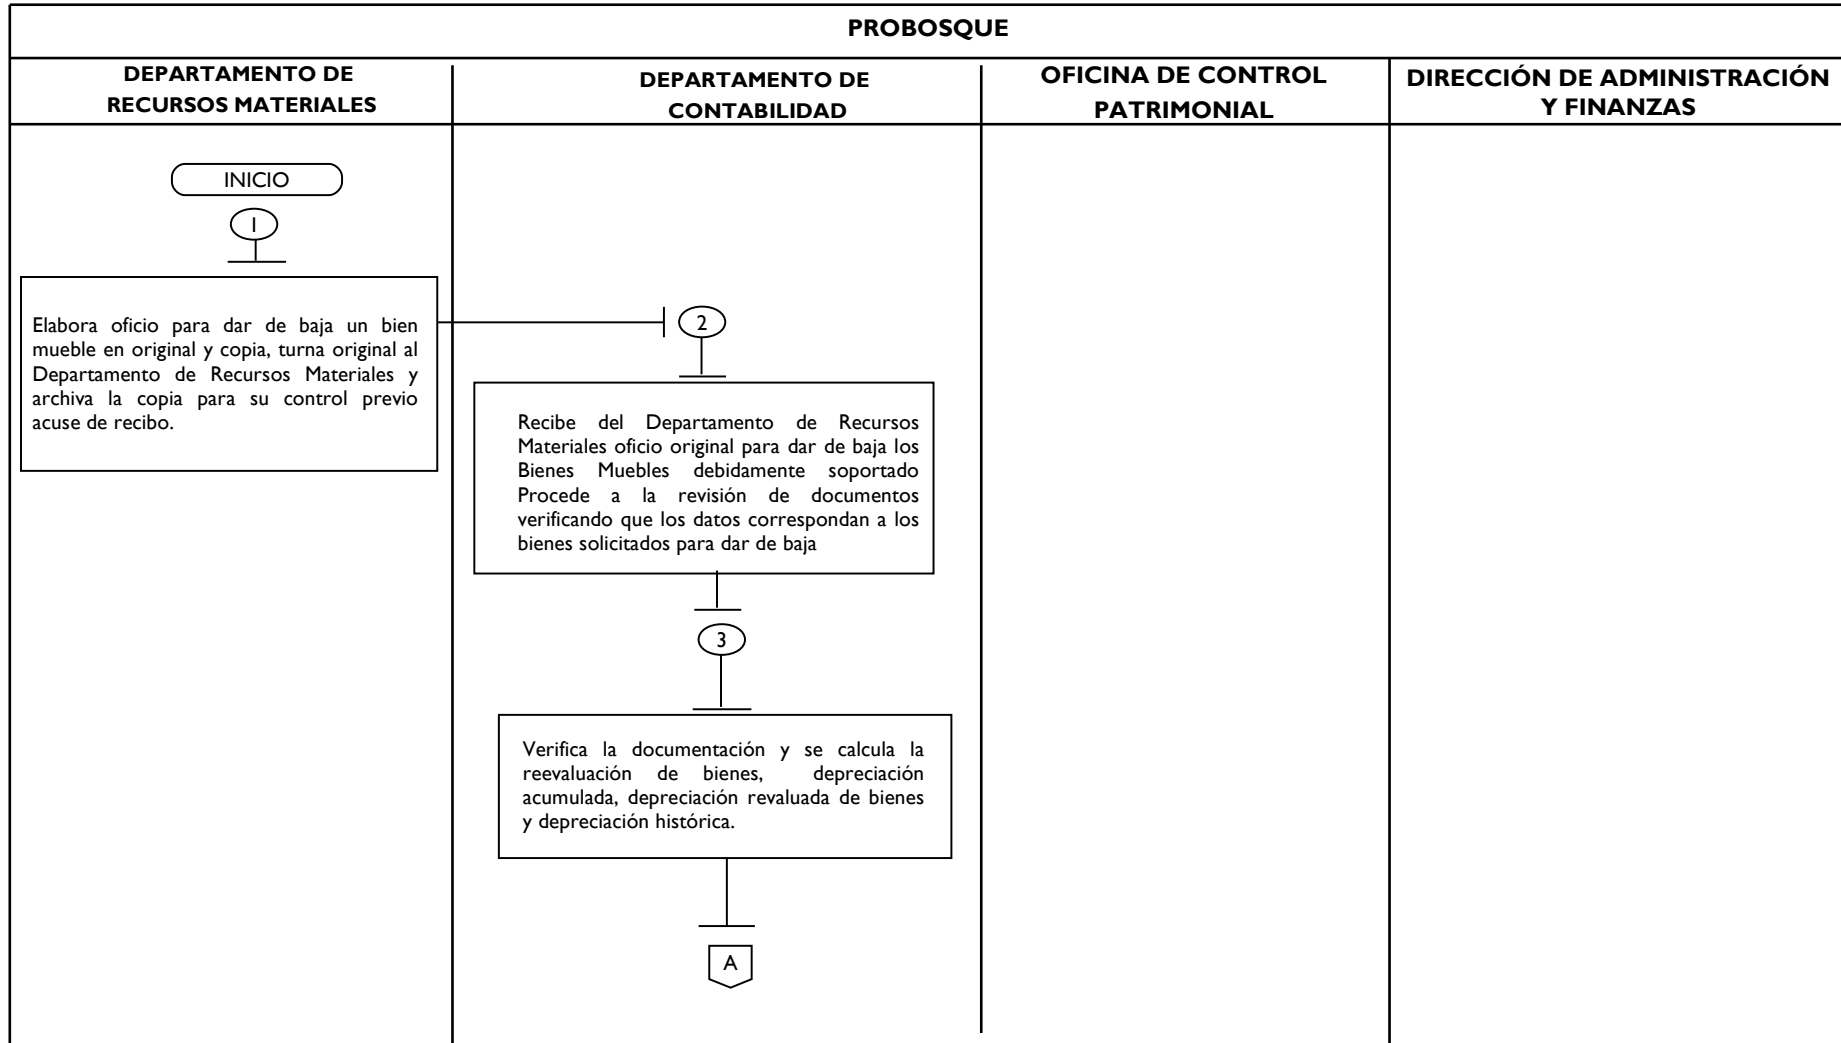 PROBOSQUE
DEPARTAMENTO DE
RECURSOS MATERIALES
DEPARTAMENTO DE
CONTABILIDAD
OFICINA DE CONTROL
PATRIMONIAL
DIRECCIÓN DE ADMINISTRACIÓN
Y FINANZAS
INICIO
1
Elabora oficio para dar de baja un bien
mueble en original y copia, turna original al
Departamento de Recursos Materiales y
archiva la copia para su control previo
acuse de recibo.
2
Recibe del Departamento de Recursos
Materiales oficio original para dar de baja los
Bienes Muebles debidamente soportado
Procede a la revisión de documentos
verificando que los datos correspondan a los
bienes solicitados para dar de baja
3
Verifica la documentación y se calcula la
reevaluación de bienes, depreciación
acumulada, depreciación revaluada de bienes
y depreciación histórica.
A